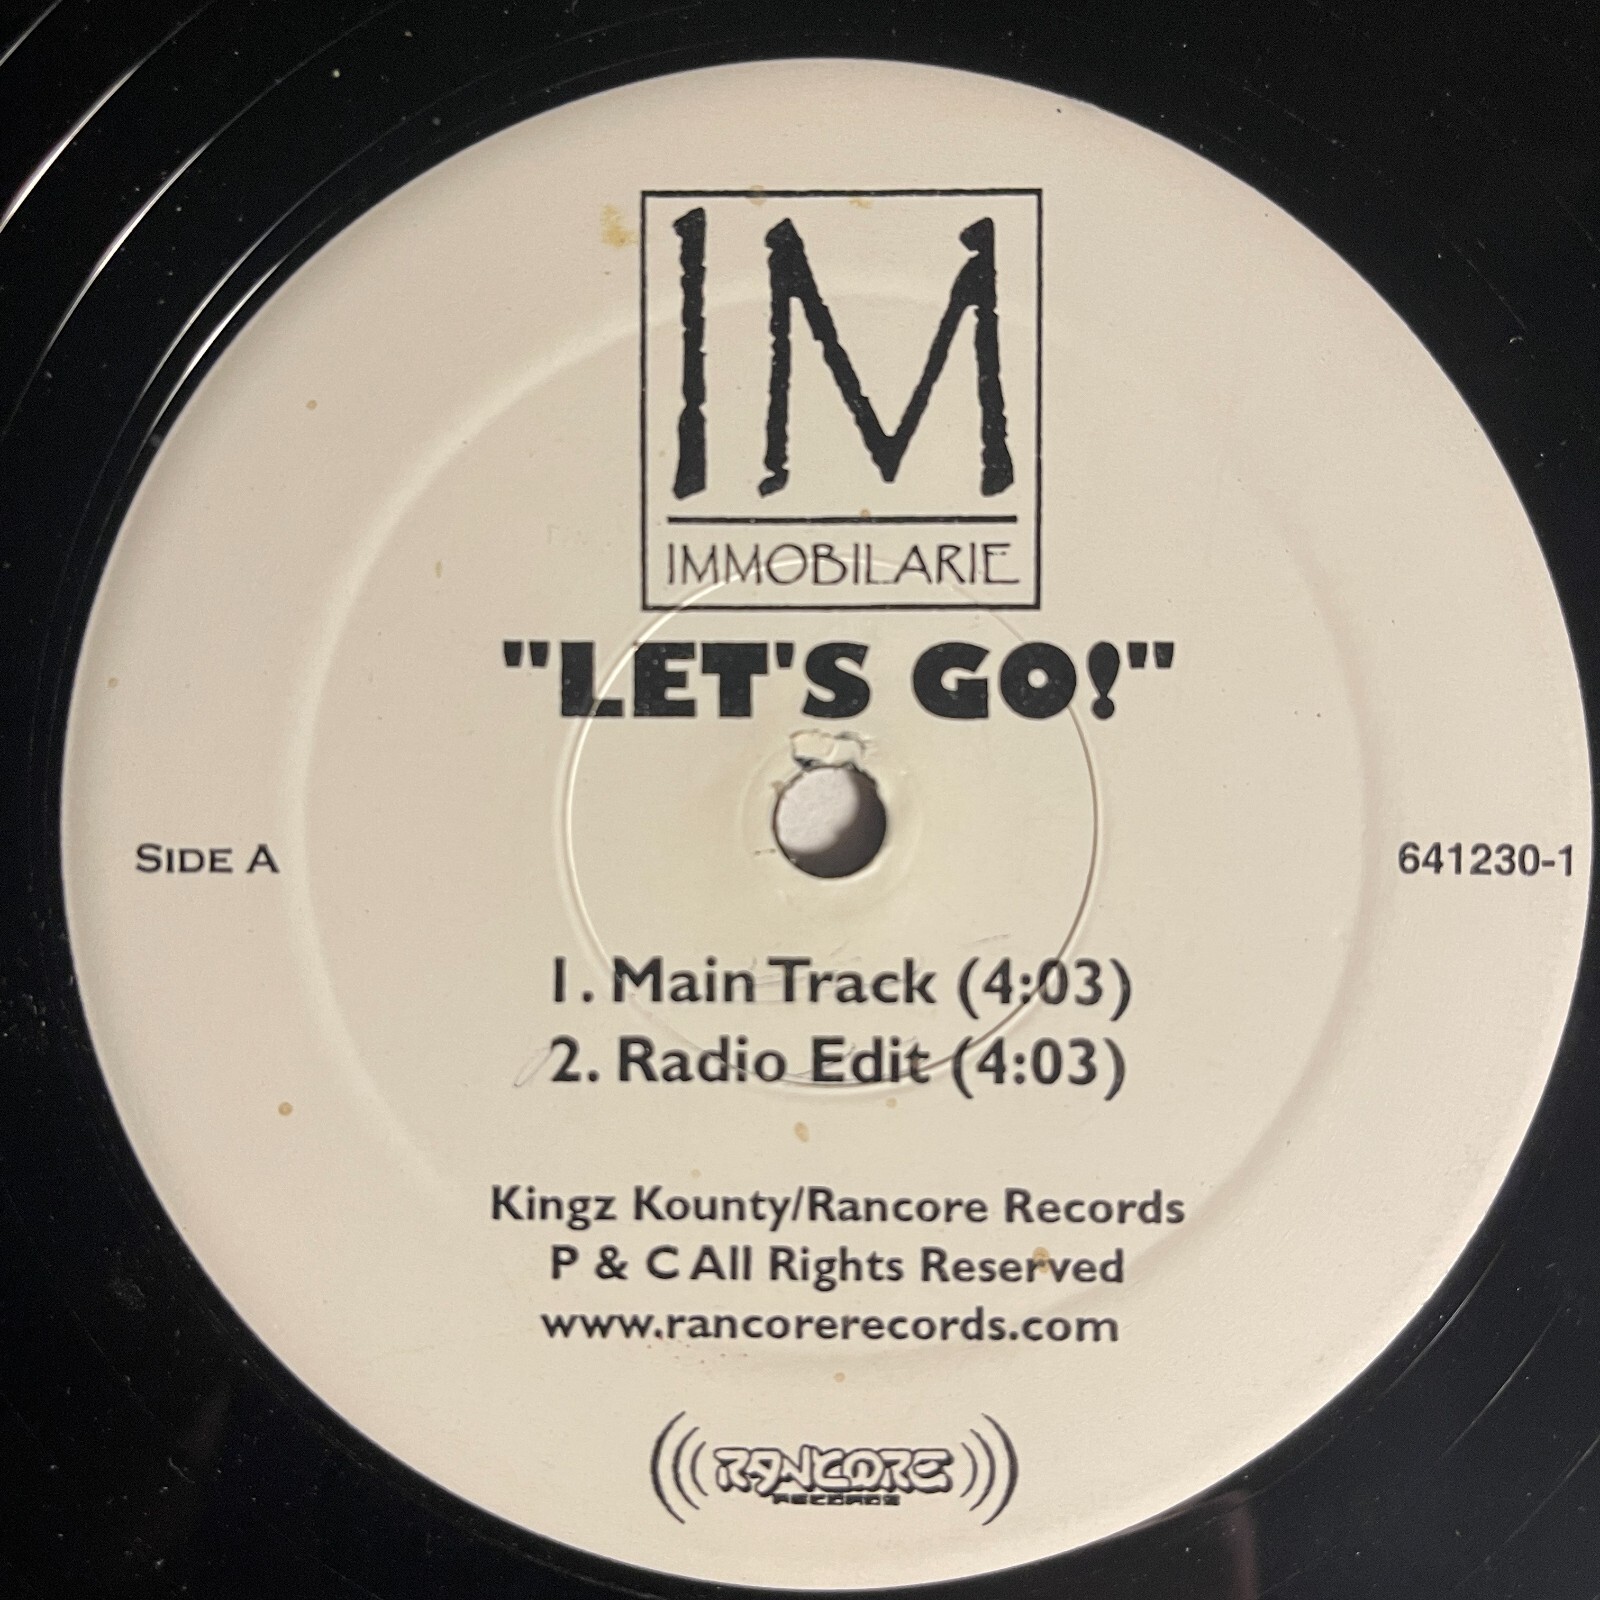 IM
IMMOBILARIE
"LET'S GO!"
SIDE A
641230-1
1. Main Track (4:03)
2. Radio Edit (4:03)
Kingz Kounty/Rancore Records
P & C All Rights Reserved
www.rancorerecords.com
RANCORE
RECORDS